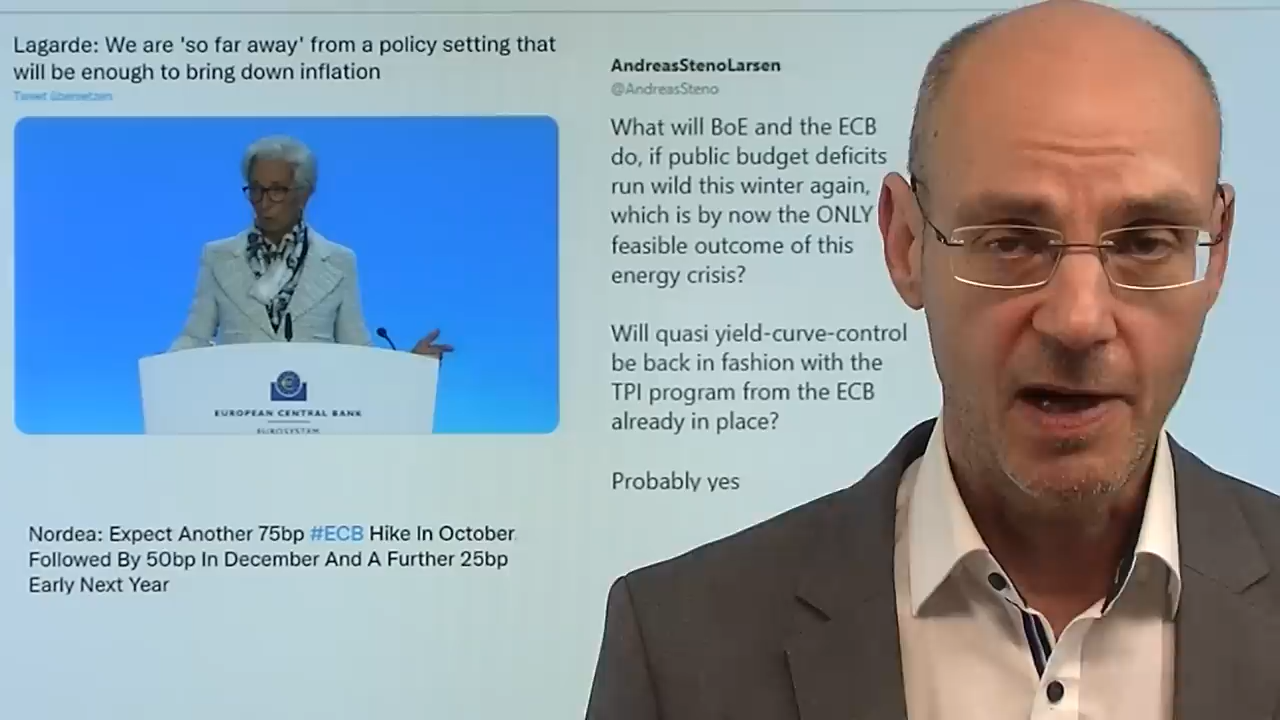 Lagarde: We are 'so far away' from a policy setting that
will be enough to bring down inflation
Tweet übersetzen
EUROPEAN CENTRAL BANK
EUROSYSTEM
Nordea: Expect Another 75bp #ECB Hike In October
Followed By 50bp In December And A Further 25bp
Early Next Year
AndreasStenoLarsen
@AndreasSteno
What will BoE and the ECB
do, if public budget deficits
run wild this winter again,
which is by now the ONLY
feasible outcome of this
energy crisis?
Will quasi yield-curve-control
be back in fashion with the
TPI program from the ECB
already in place?
Probably yes